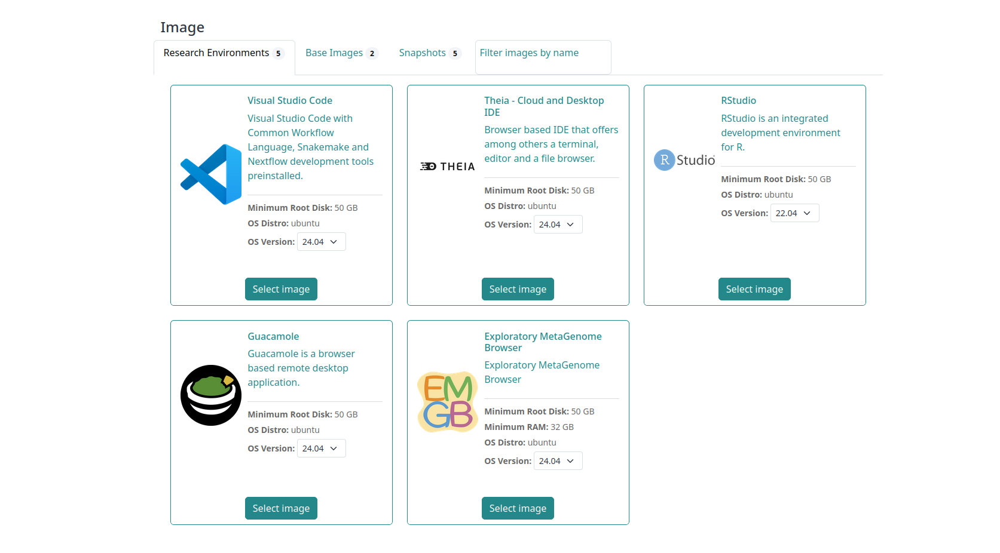 Image
Research Environments 5
Base Images 2
Snapshots 5
Filter images by name
Visual Studio Code
Visual Studio Code with
Common Workflow
Language, Snakemake and
Nextflow development tools
preinstalled.
Minimum Root Disk: 50 GB
OS Distro: ubuntu
OS Version: 24.04
Select image
THEIA
Theia - Cloud and Desktop
IDE
Browser based IDE that offers
among others a terminal,
editor and a file browser.
Minimum Root Disk: 50 GB
OS Distro: ubuntu
OS Version: 24.04
Select image
R Studio
RStudio
RStudio is an integrated
development environment
for R.
Minimum Root Disk: 50 GB
OS Distro: ubuntu
OS Version: 22.04
Select image
Guacamole
Guacamole is a browser
based remote desktop
application.
Minimum Root Disk: 50 GB
OS Distro: ubuntu
OS Version: 24.04
Select image
EM
GB
Exploratory MetaGenome
Browser
Exploratory MetaGenome
Browser
Minimum Root Disk: 50 GB
Minimum RAM: 32 GB
OS Distro: ubuntu
OS Version: 24.04
Select image